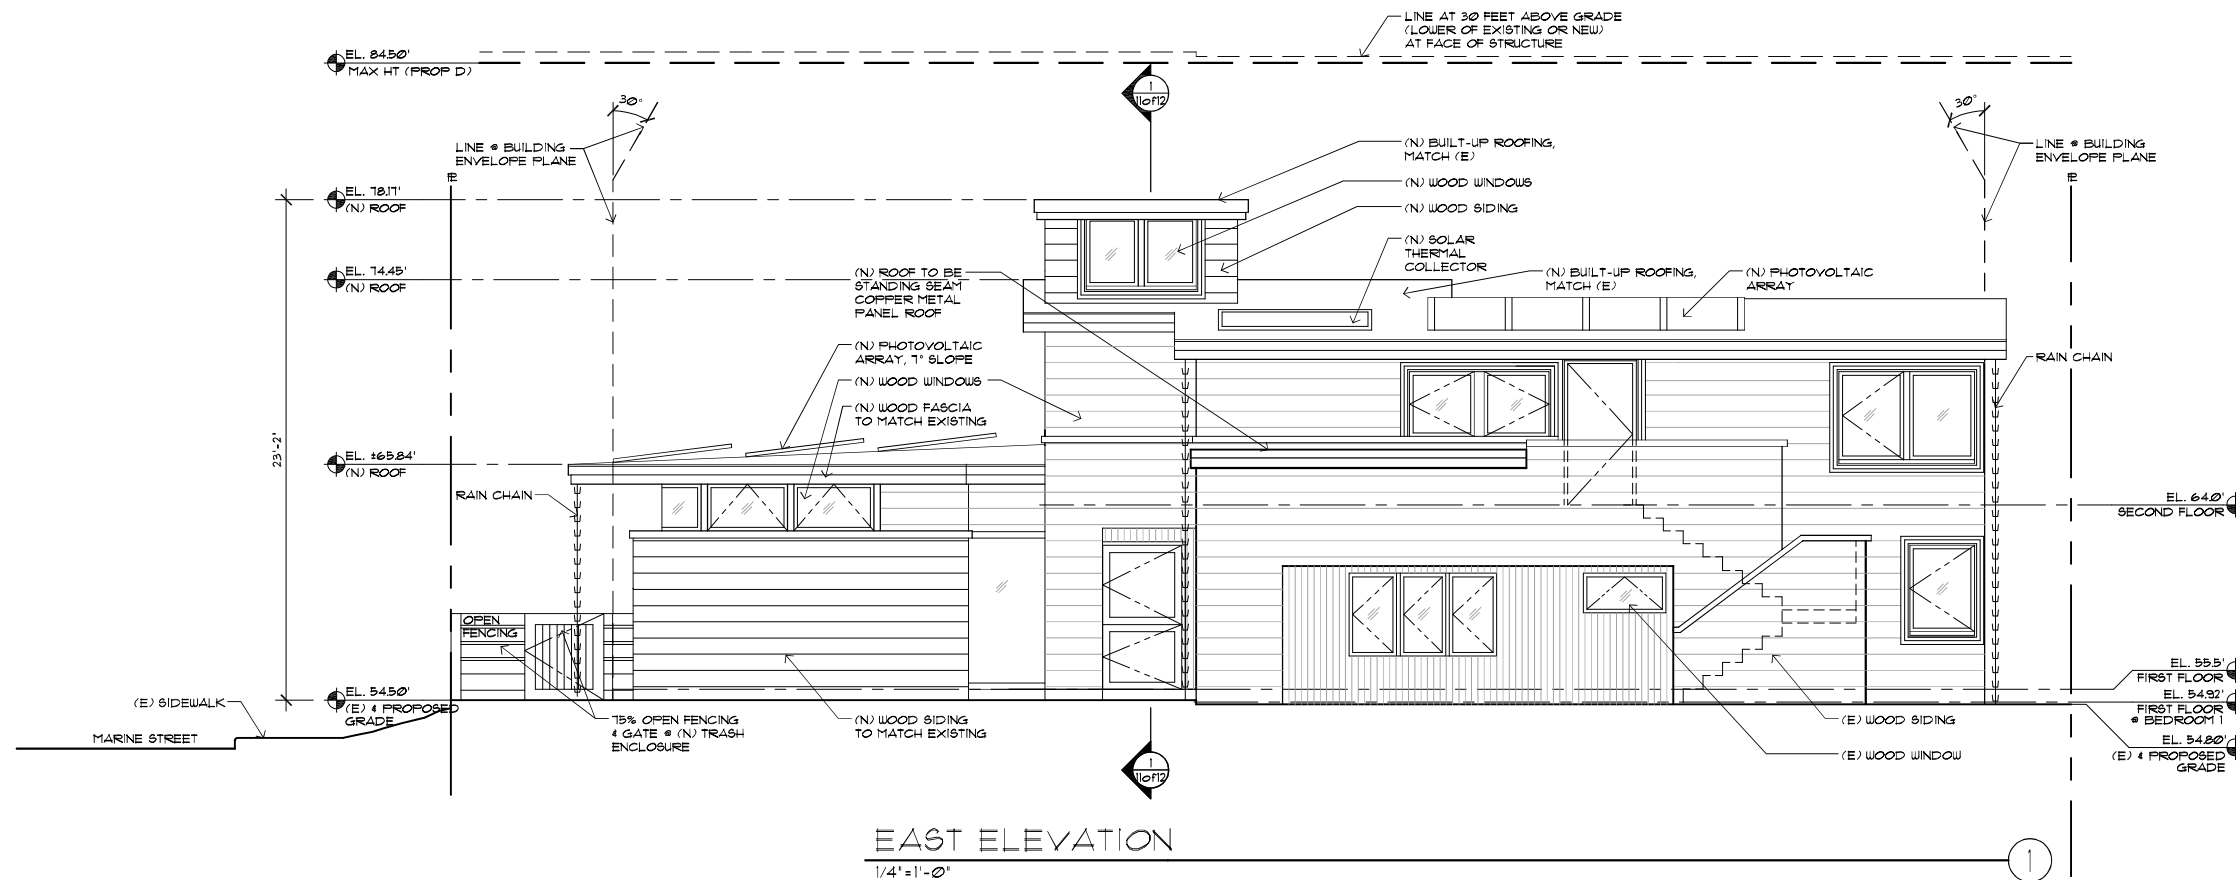 LINE AT 30 FEET ABOVE GRADE
(LOWER OF EXISTING OR NEW)
AT FACE OF STRUCTURE
EL. 84.50'
MAX HT (PROP D)
1
11of12
30°
30°
LINE @ BUILDING
ENVELOPE PLANE
(N) BUILT-UP ROOFING,
MATCH (E)
LINE @ BUILDING
ENVELOPE PLANE
PL
PL
(N) WOOD WINDOWS
EL. 78.17'
(N) ROOF
(N) WOOD SIDING
(N) SOLAR
THERMAL
COLLECTOR
EL. 74.45'
(N) ROOF
(N) ROOF TO BE
STANDING SEAM
COPPER METAL
PANEL ROOF
(N) BUILT-UP ROOFING,
MATCH (E)
(N) PHOTOVOLTAIC
ARRAY
(N) PHOTOVOLTAIC
ARRAY, 7° SLOPE
RAIN CHAIN
(N) WOOD WINDOWS
(N) WOOD FASCIA
TO MATCH EXISTING
23'-2"
EL. ±65.84'
(N) ROOF
RAIN CHAIN
EL. 64.0'
SECOND FLOOR
OPEN
FENCING
EL. 55.5'
FIRST FLOOR
EL. 54.92'
FIRST FLOOR
@ BEDROOM 1
EL. 54.50'
(E) & PROPOSED
GRADE
(E) SIDEWALK
MARINE STREET
75% OPEN FENCING
& GATE @ (N) TRASH
ENCLOSURE
(N) WOOD SIDING
TO MATCH EXISTING
(E) WOOD SIDING
(E) WOOD WINDOW
EL. 54.80'
(E) & PROPOSED
GRADE
1
11of12
EAST ELEVATION
1/4"=1'-0"
1